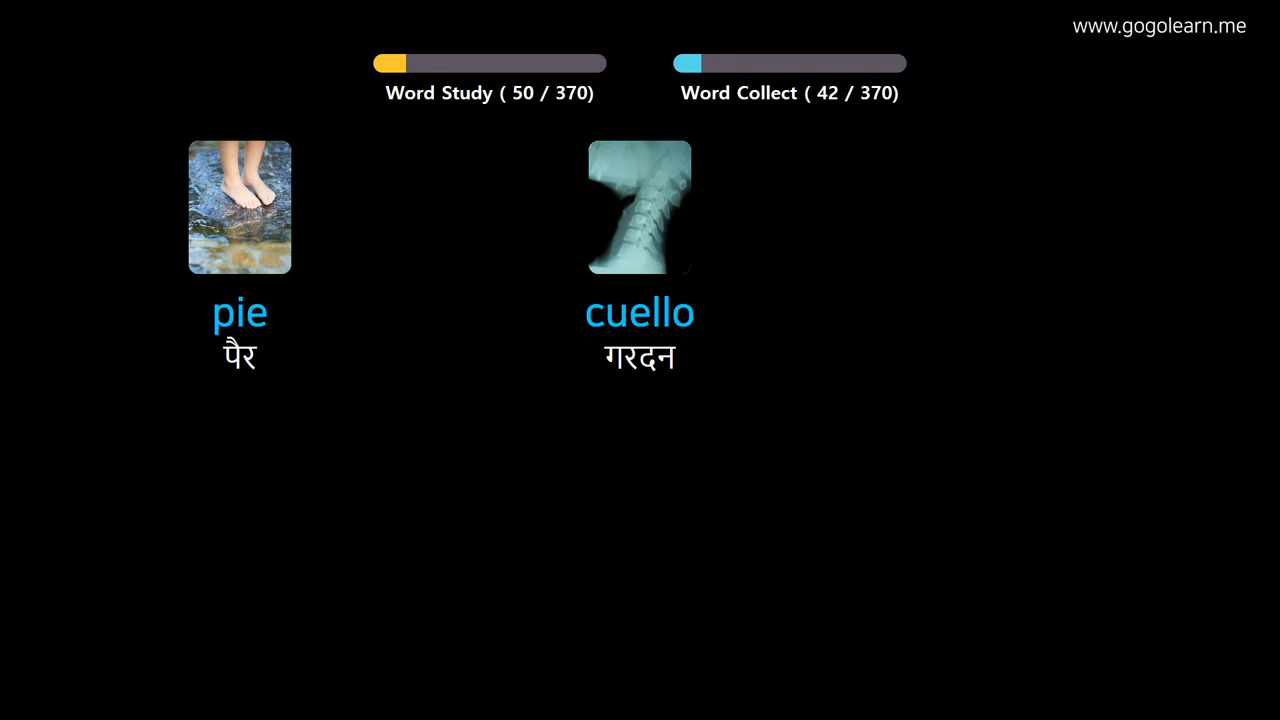 www.gogolearn.me
Word Study ( 50 / 370)
Word Collect ( 42 / 370)
pie
पैर
cuello
गरदन